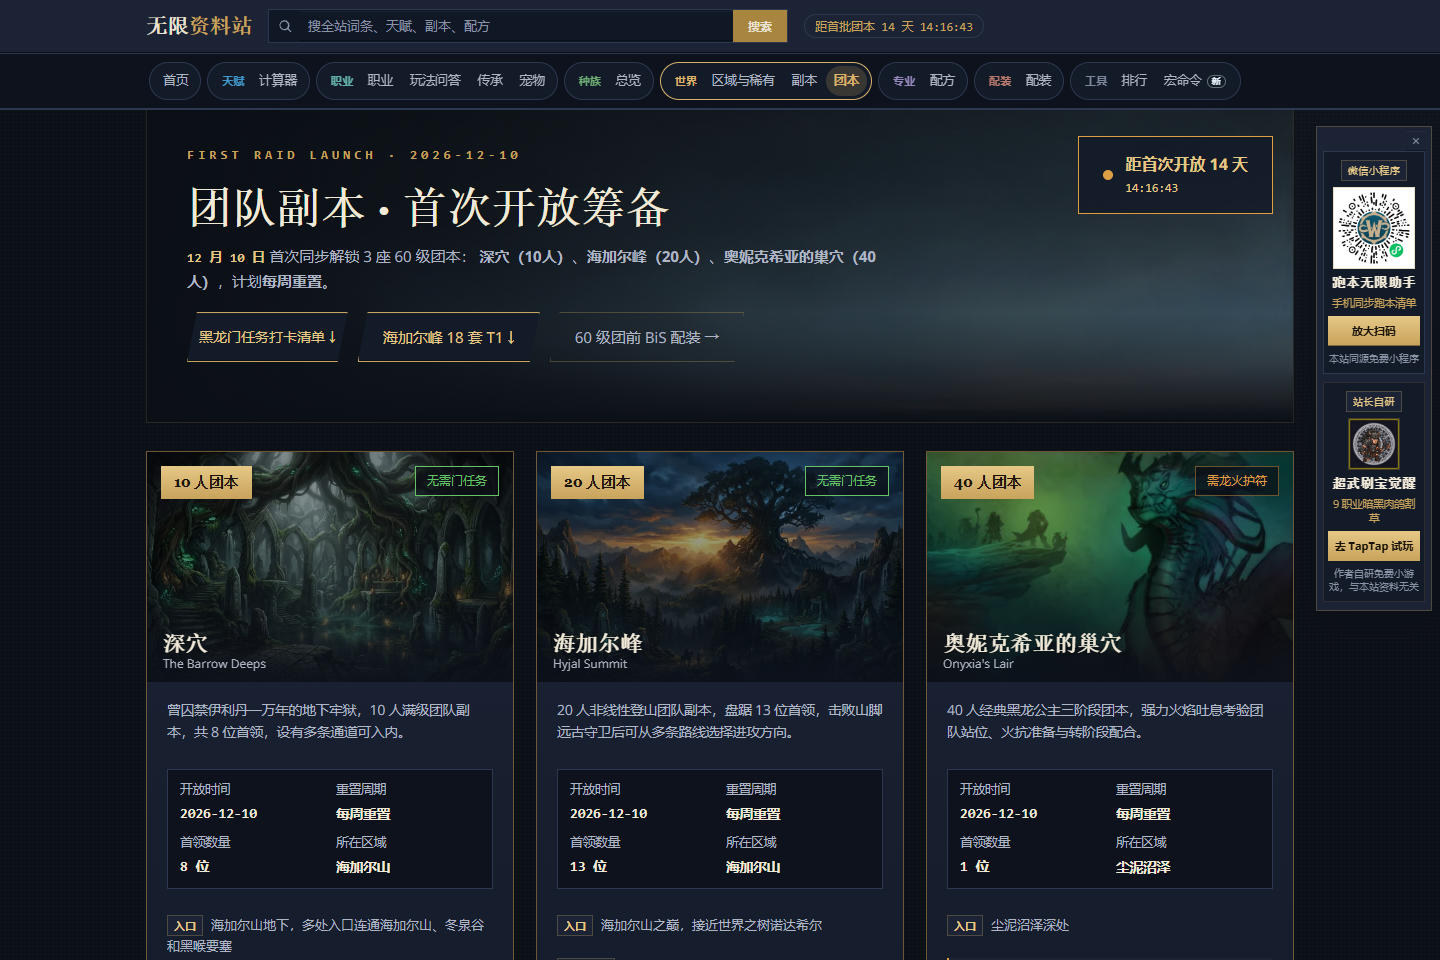 无限资料站
搜全站词条、天赋、副本、配方
搜索
距首批团本 14 天 14:16:43
首页
天赋 计算器
职业 职业 玩法问答 传承 宠物
种族 总览
世界 区域与稀有 副本 团本
专业 配方
配装 配装
工具 排行 宏命令 新
FIRST RAID LAUNCH · 2026-12-10
团队副本 · 首次开放筹备
12 月 10 日 首次同步解锁 3 座 60 级团本： 深穴（10人）、海加尔峰（20人）、奥妮克希亚的巢穴（40
人），计划每周重置。
黑龙门任务打卡清单 ↓
海加尔峰 18 套 T1 ↓
60 级团前 BiS 配装 →
距首次开放 14 天
14:16:43
×
微信小程序
跑本无限助手
手机同步跑本清单
放大扫码
本站同源免费小程序
站长自研
超武刷宝觉醒
9 职业暗黑肉鸽割
草
去 TapTap 试玩
作者自研免费小游
戏，与本站资料无关
10 人团本
无需门任务
深穴
The Barrow Deeps
曾囚禁伊利丹一万年的地下牢狱，10 人满级团队副
本，共 8 位首领，设有多条通道可入内。
开放时间 重置周期
2026-12-10 每周重置
首领数量 所在区域
8 位 海加尔山
入口 海加尔山地下，多处入口连通海加尔山、冬泉谷
和黑喉要塞
20 人团本
无需门任务
海加尔峰
Hyjal Summit
20 人非线性登山团队副本，盘踞 13 位首领，击败山脚
远古守卫后可从多条路线选择进攻方向。
开放时间 重置周期
2026-12-10 每周重置
首领数量 所在区域
13 位 海加尔山
入口 海加尔山之巅，接近世界之树诺达希尔
40 人团本
需龙火护符
奥妮克希亚的巢穴
Onyxia's Lair
40 人经典黑龙公主三阶段团本，强力火焰吐息考验团
队站位、火抗准备与转阶段配合。
开放时间 重置周期
2026-12-10 每周重置
首领数量 所在区域
1 位 尘泥沼泽
入口 尘泥沼泽深处